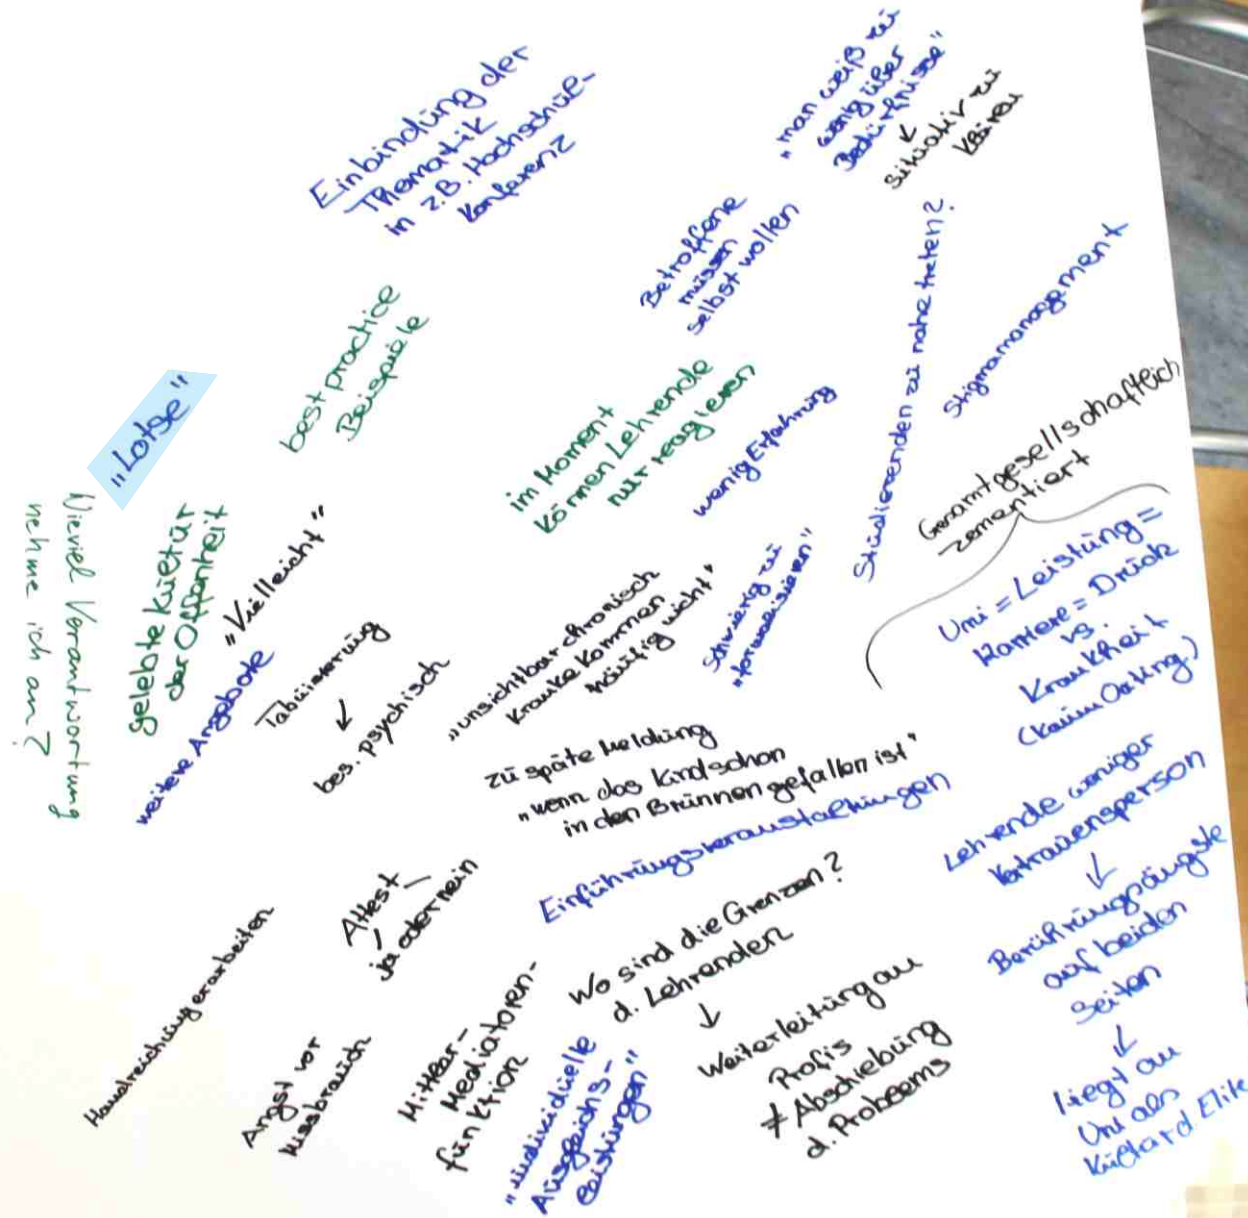 Einbindung der
Thematik
in z.B. Hochschul-
konferenz
„man weiß zu
wenig über
Bedürfnisse"
↙
situativ zu
klären
Betroffene
müssen
selbst wollen
Studierenden zu nahe treten?
Stigmamanagement
best practice
Beispiele
„Lotse"
im Moment
können Lehrende
nur reagieren
wenig Erfahrung
Gesamtgesellschaftlich
zementiert
Wieviel Verantwortung
nehme ich an?
gelebte Kultur
der Offenheit
„Vielleicht"
weitere Angebote
Tabuisierung
↓
bes. psychisch
„unsichtbar chronisch
Kranke kommen
häufig nicht"
schwierig zu
"formalisieren"
Uni = Leistung =
Karriere = Druck
vs.
Krankheit
(kaum Outing)
zu späte Meldung
„wenn das Kind schon
in den Brunnen gefallen ist"
Einführungsveranstaltungen
Lehrende weniger
Vertrauensperson
↓
Berührungsängste
auf beiden
Seiten
↓
liegt an
Uni als
Attest
ja oder nein
Handreichung erarbeiten
Angst vor
Missbrauch
Mittler-
Mediatoren-
funktion
Wo sind die Grenzen?
d. Lehrenden
↓
Weiterleitung an
Profis
≠ Abschiebung
d. Problems
"individuelle
Ausgleichs-
leistungen"